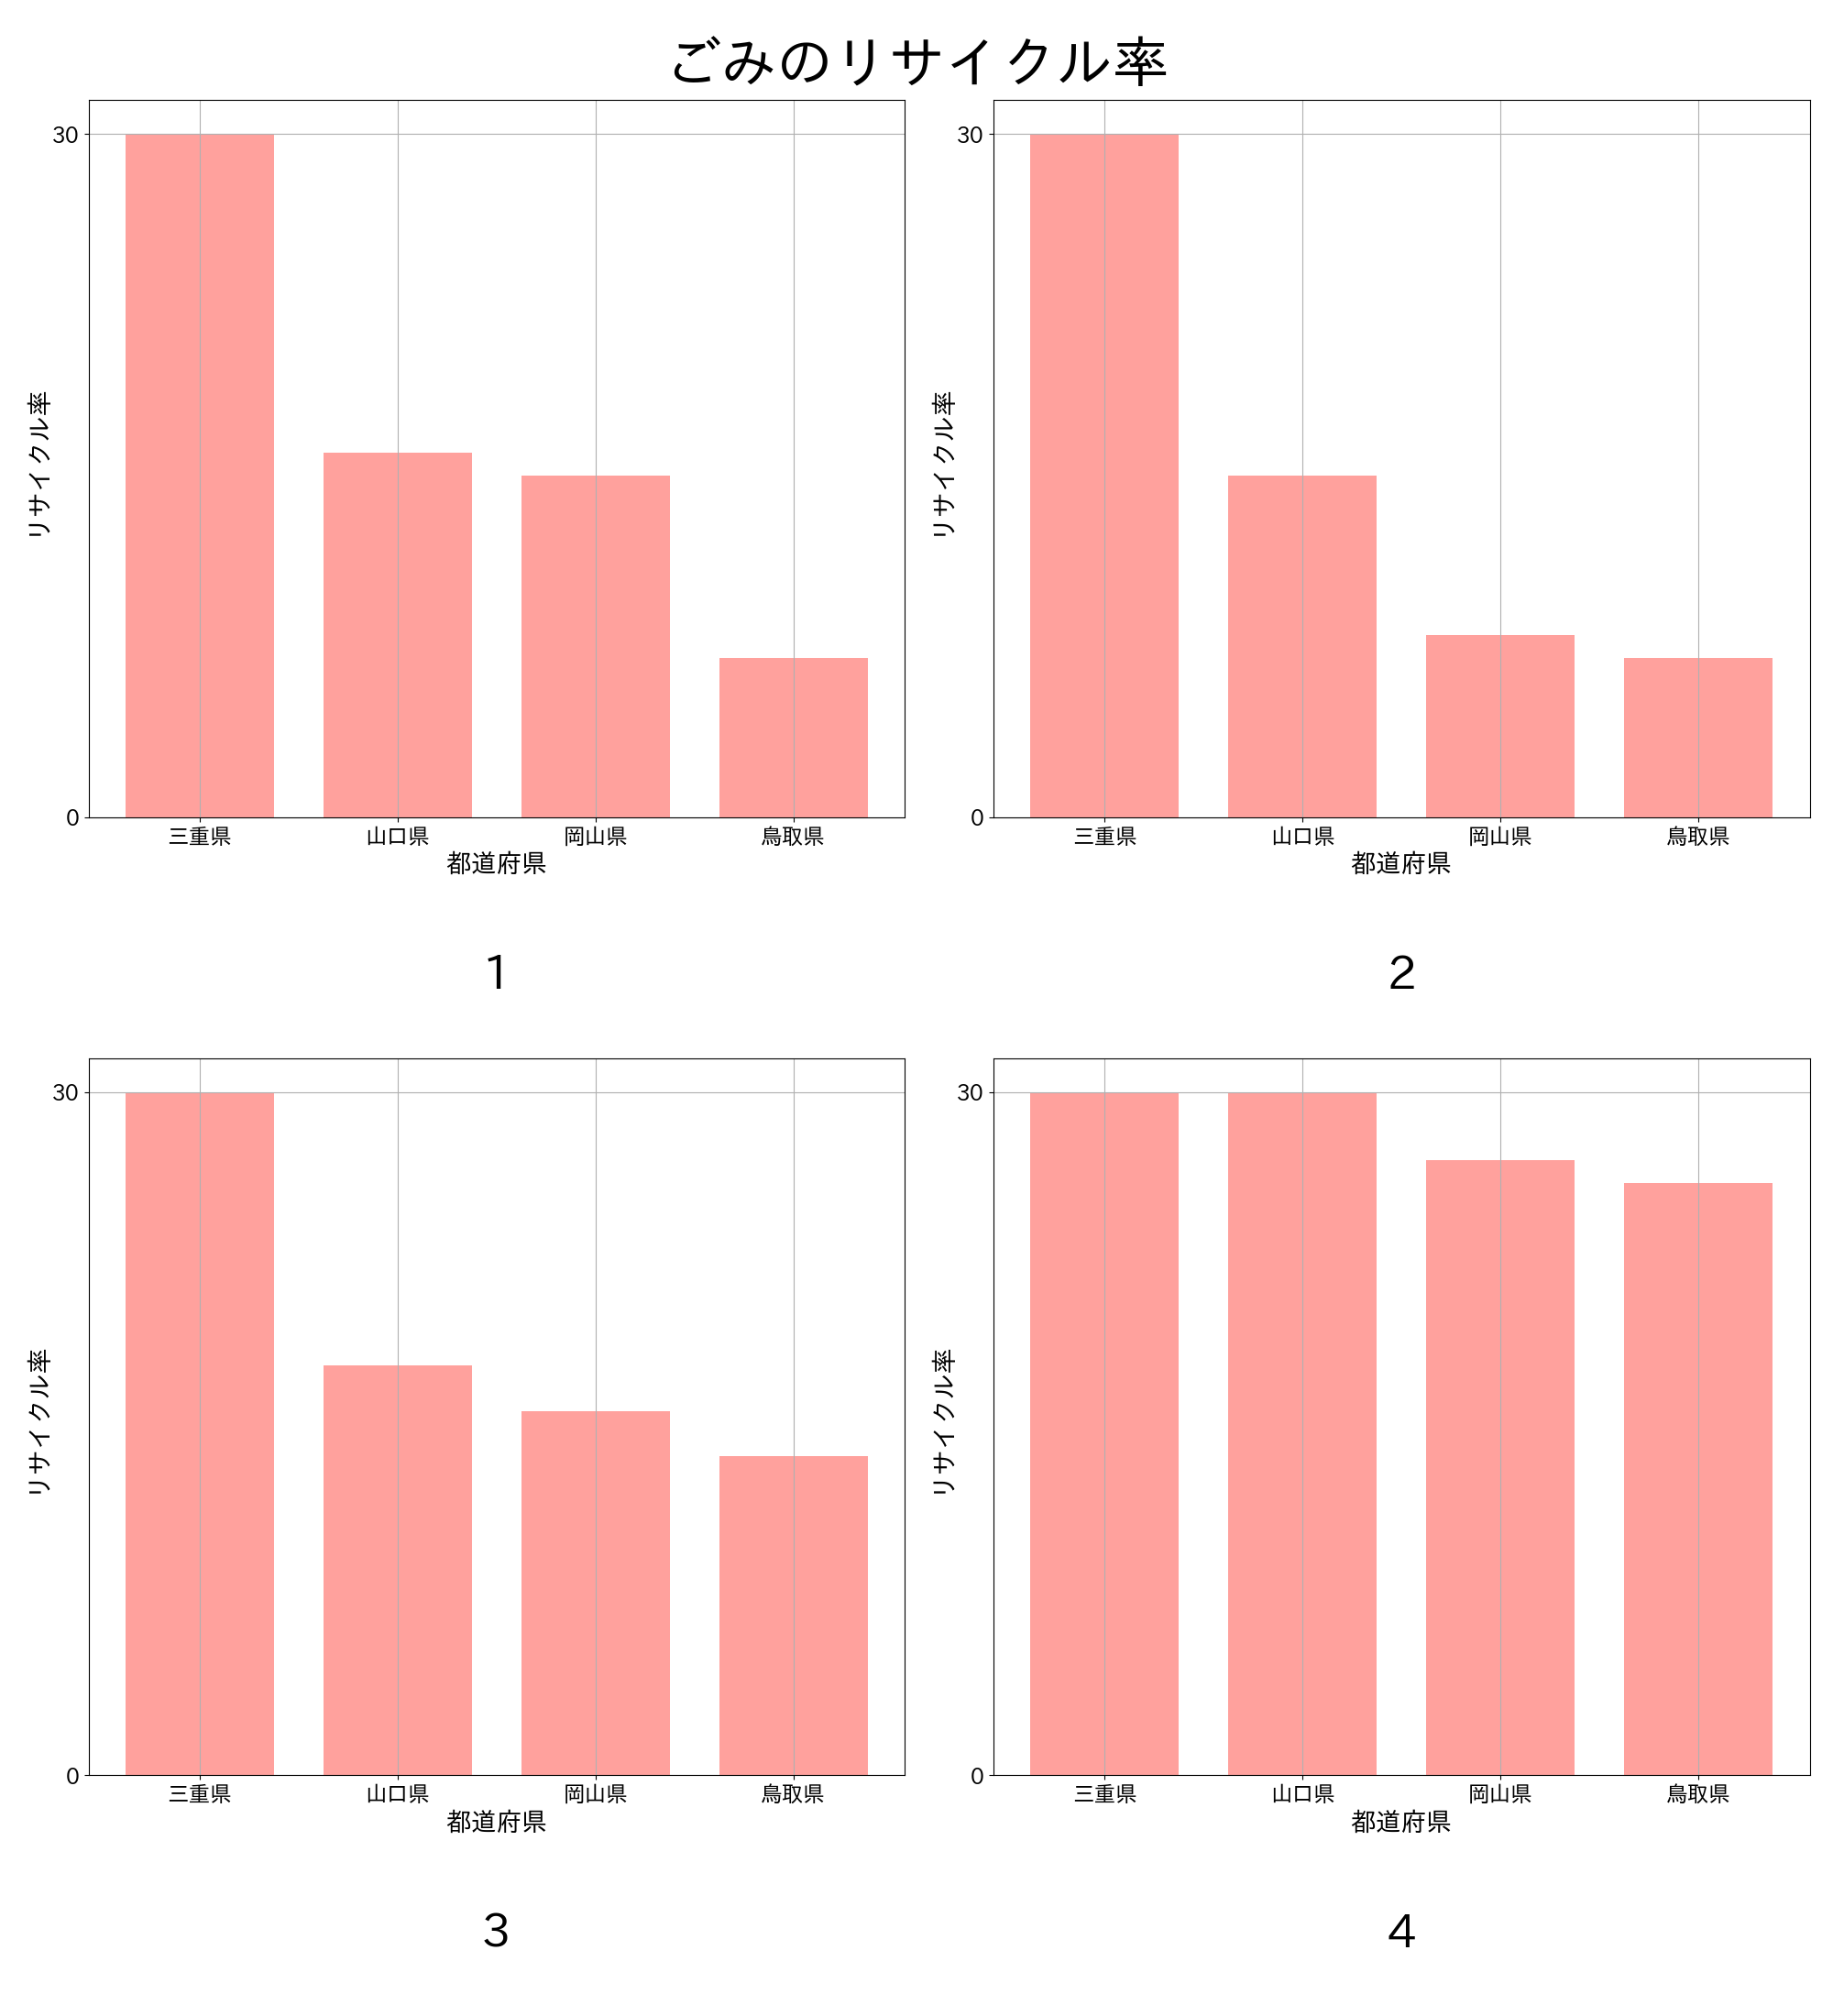 ごみのリサイクル率
30
0
リサイクル率
三重県 山口県 岡山県 鳥取県
都道府県
1
30
0
リサイクル率
三重県 山口県 岡山県 鳥取県
都道府県
2
30
0
リサイクル率
三重県 山口県 岡山県 鳥取県
都道府県
3
30
0
リサイクル率
三重県 山口県 岡山県 鳥取県
都道府県
4